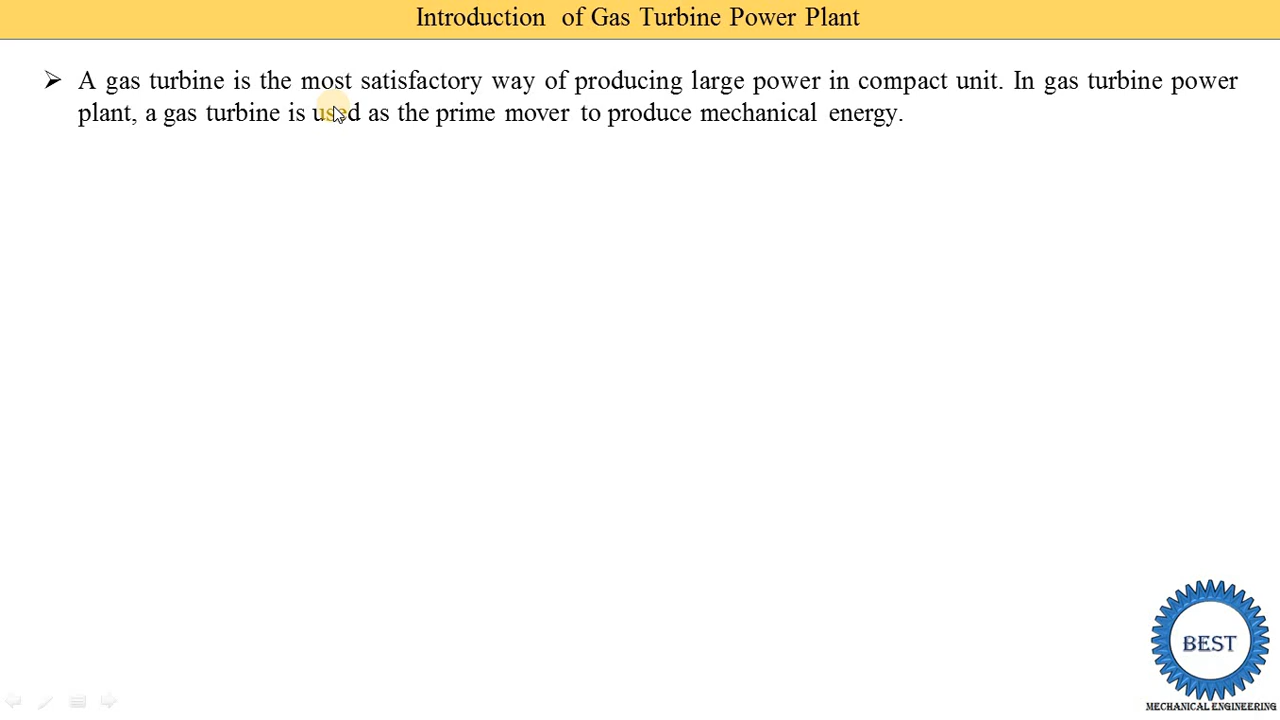 Introduction of Gas Turbine Power Plant
A gas turbine is the most satisfactory way of producing large power in compact unit. In gas turbine power
plant, a gas turbine is used as the prime mover to produce mechanical energy.
BEST
MECHANICAL ENGINEERING